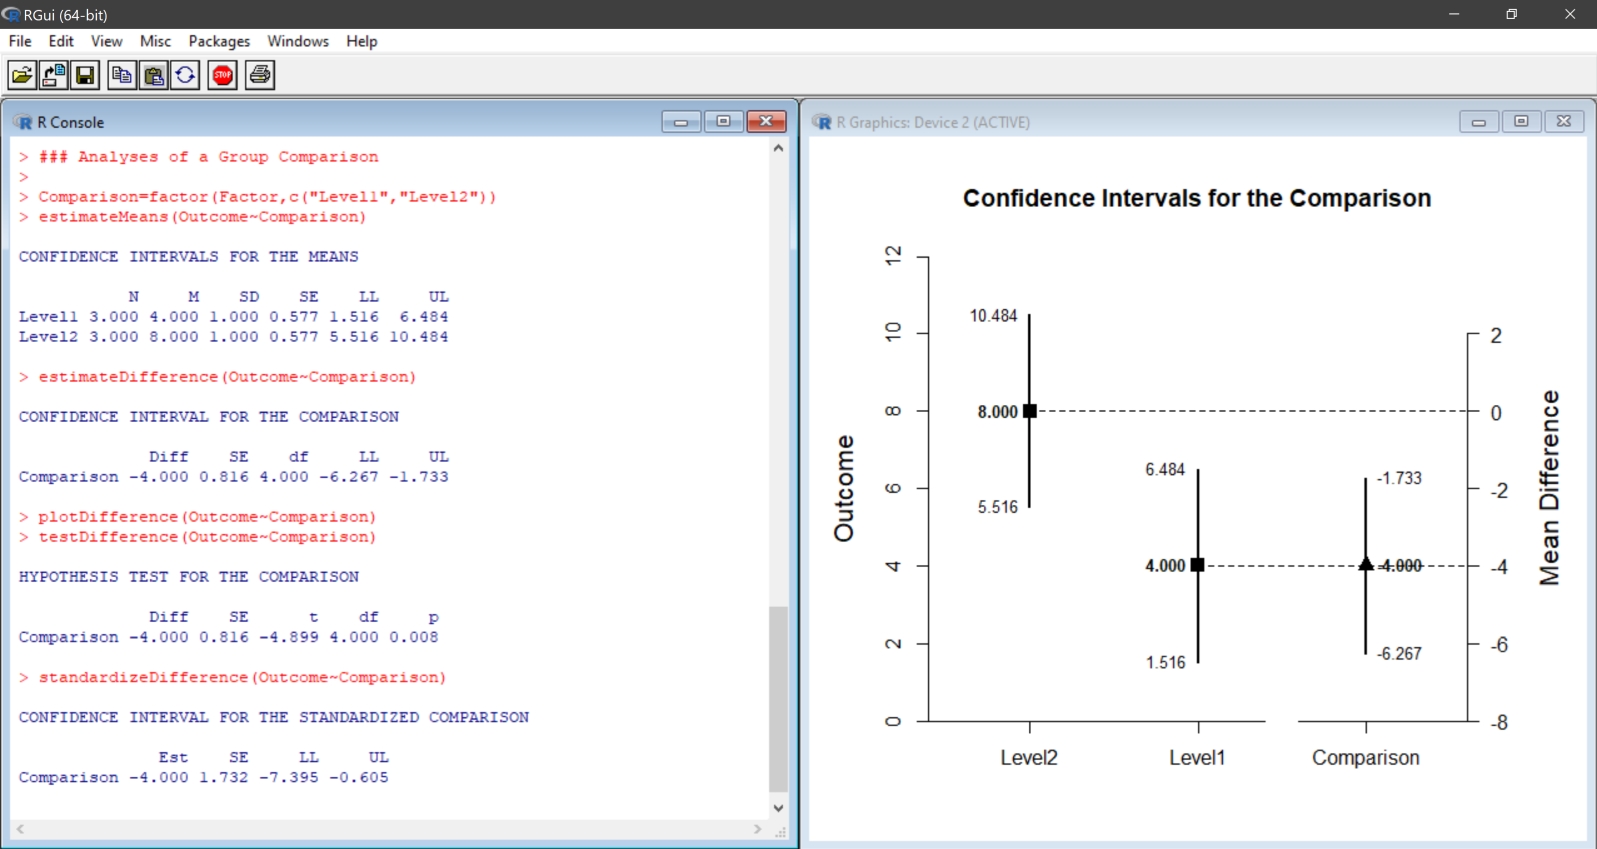 RGui (64-bit)
File Edit View Misc Packages Windows Help
STOP
R Console
> ### Analyses of a Group Comparison
>
> Comparison=factor(Factor,c("Level1","Level2"))
> estimateMeans(Outcome~Comparison)
CONFIDENCE INTERVALS FOR THE MEANS
N M SD SE LL UL
Level1 3.000 4.000 1.000 0.577 1.516 6.484
Level2 3.000 8.000 1.000 0.577 5.516 10.484
> estimateDifference(Outcome~Comparison)
CONFIDENCE INTERVAL FOR THE COMPARISON
Diff SE df LL UL
Comparison -4.000 0.816 4.000 -6.267 -1.733
> plotDifference(Outcome~Comparison)
> testDifference(Outcome~Comparison)
HYPOTHESIS TEST FOR THE COMPARISON
Diff SE t df p
Comparison -4.000 0.816 -4.899 4.000 0.008
> standardizeDifference(Outcome~Comparison)
CONFIDENCE INTERVAL FOR THE STANDARDIZED COMPARISON
Est SE LL UL
Comparison -4.000 1.732 -7.395 -0.605
R Graphics: Device 2 (ACTIVE)
Confidence Intervals for the Comparison
Outcome
12
10
8
6
4
2
0
10.484
8.000
5.516
6.484
4.000
1.516
-1.733
-4.000
-6.267
2
0
-2
-4
-6
-8
Mean Difference
Level2 Level1 Comparison